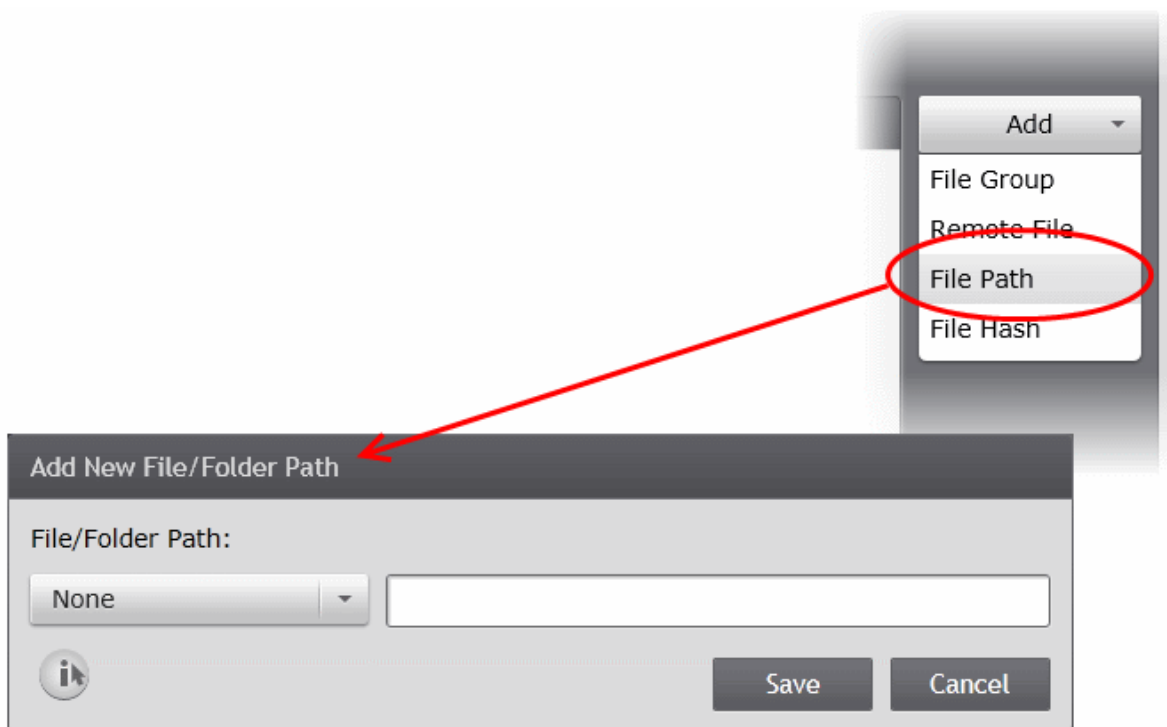 Add
File Group
Remote File
File Path
File Hash
Add New File/Folder Path
File/Folder Path:
None
Save Cancel